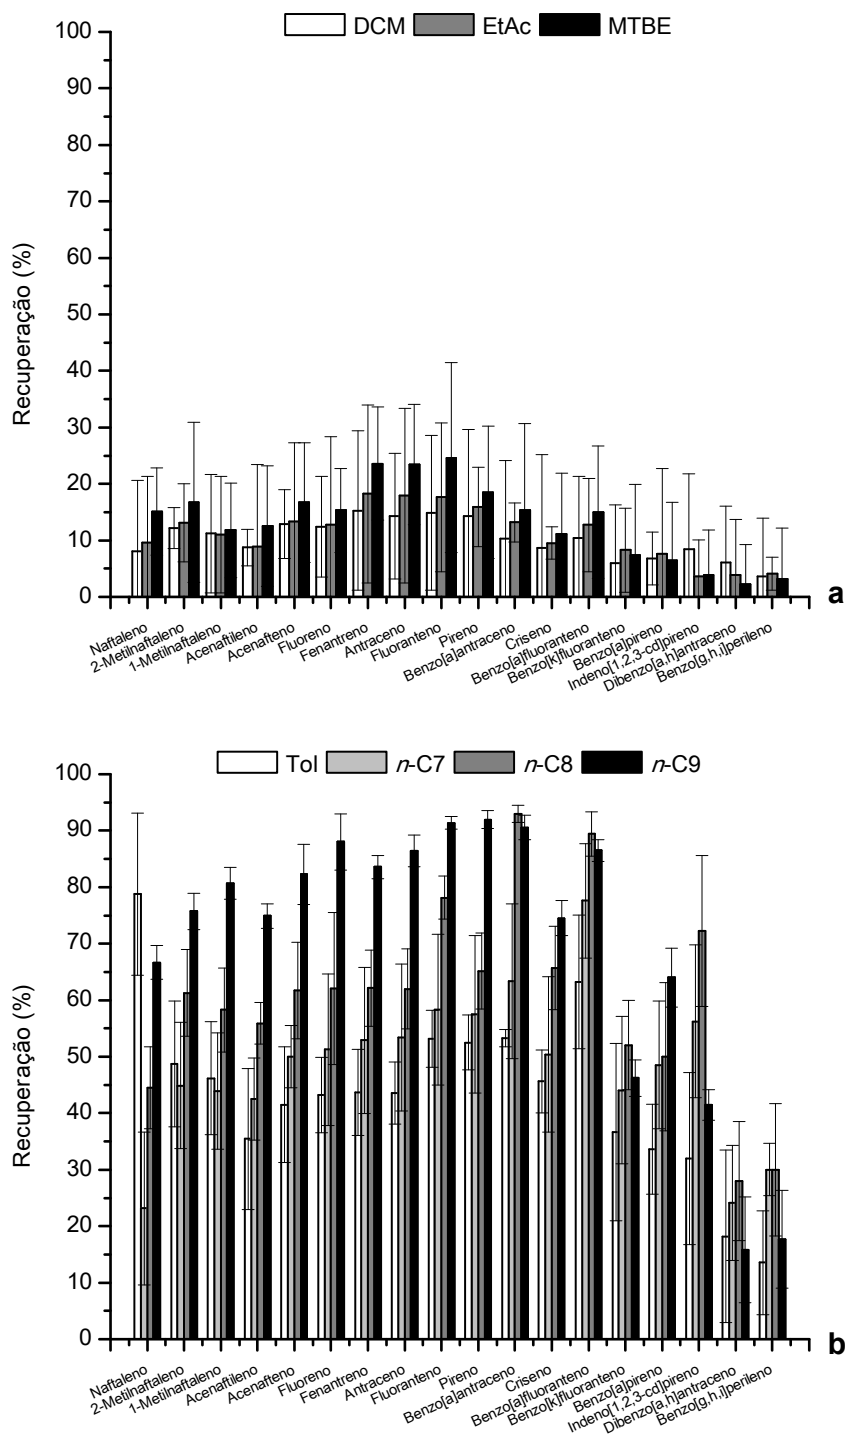 DCM EtAc MTBE
100
90
80
70
60
50
40
30
20
10
0
Recuperação (%)
a
Naftaleno
2-Metilnaftaleno
1-Metilnaftaleno
Acenaftileno
Acenafteno
Fluoreno
Fenantreno
Antraceno
Fluoranteno
Pireno
Benzo[a]antraceno
Criseno
Benzo[a]fluoranteno
Benzo[k]fluoranteno
Benzo[a]pireno
Indeno[1,2,3-cd]pireno
Dibenzo[a,h]antraceno
Benzo[g,h,i]perileno
Tol n-C7 n-C8 n-C9
100
90
80
70
60
50
40
30
20
10
0
Recuperação (%)
b
Naftaleno
2-Metilnaftaleno
1-Metilnaftaleno
Acenaftileno
Acenafteno
Fluoreno
Fenantreno
Antraceno
Fluoranteno
Pireno
Benzo[a]antraceno
Criseno
Benzo[a]fluoranteno
Benzo[k]fluoranteno
Benzo[a]pireno
Indeno[1,2,3-cd]pireno
Dibenzo[a,h]antraceno
Benzo[g,h,i]perileno